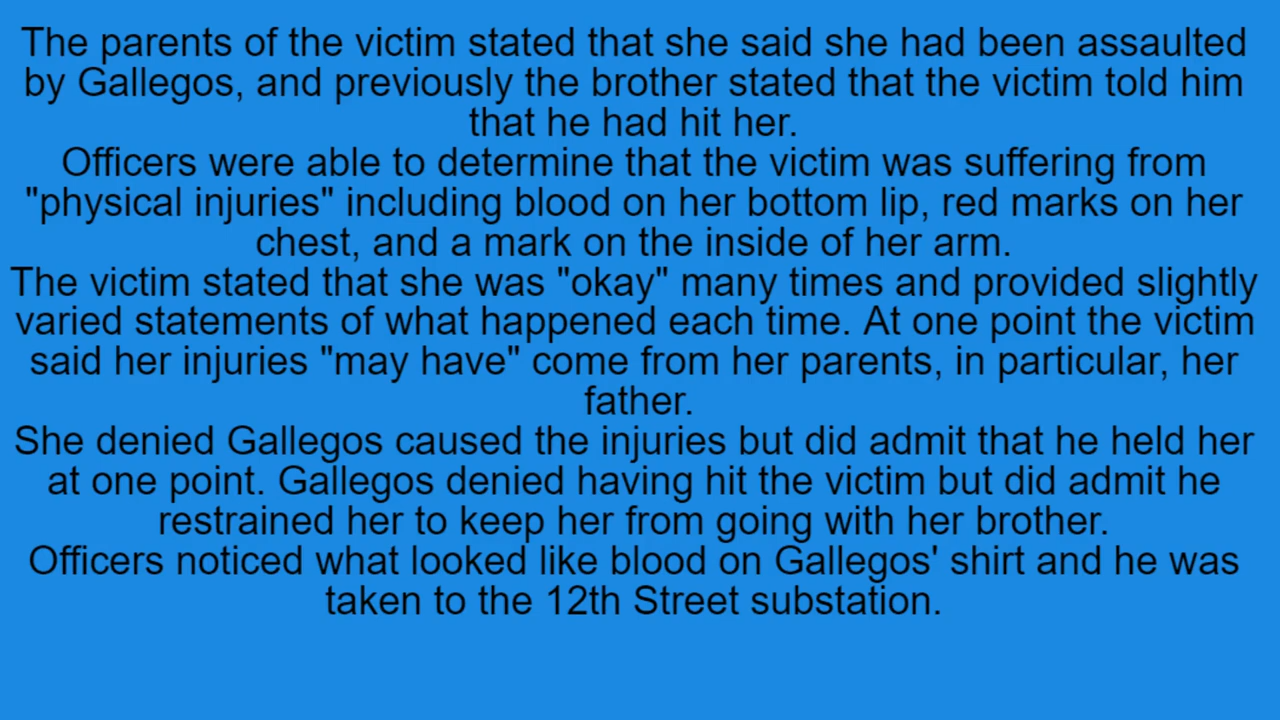 The parents of the victim stated that she said she had been assaulted
by Gallegos, and previously the brother stated that the victim told him
that he had hit her.
Officers were able to determine that the victim was suffering from
"physical injuries" including blood on her bottom lip, red marks on her
chest, and a mark on the inside of her arm.
The victim stated that she was "okay" many times and provided slightly
varied statements of what happened each time. At one point the victim
said her injuries "may have" come from her parents, in particular, her
father.
She denied Gallegos caused the injuries but did admit that he held her
at one point. Gallegos denied having hit the victim but did admit he
restrained her to keep her from going with her brother.
Officers noticed what looked like blood on Gallegos' shirt and he was
taken to the 12th Street substation.